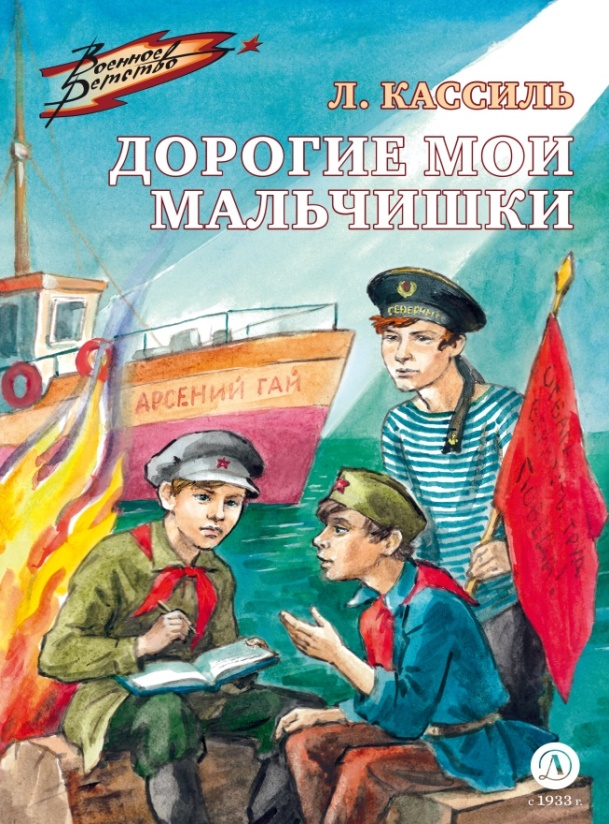 Военное
Детство
Л. КАССИЛЬ
ДОРОГИЕ МОИ
МАЛЬЧИШКИ
АРСЕНИЙ ГАЙ
с 1933 г.